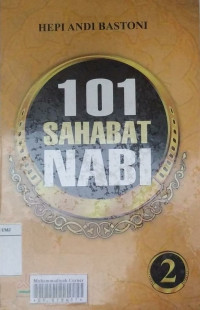 HEPI ANDI BASTONI
101
SAHABAT
NABI
2